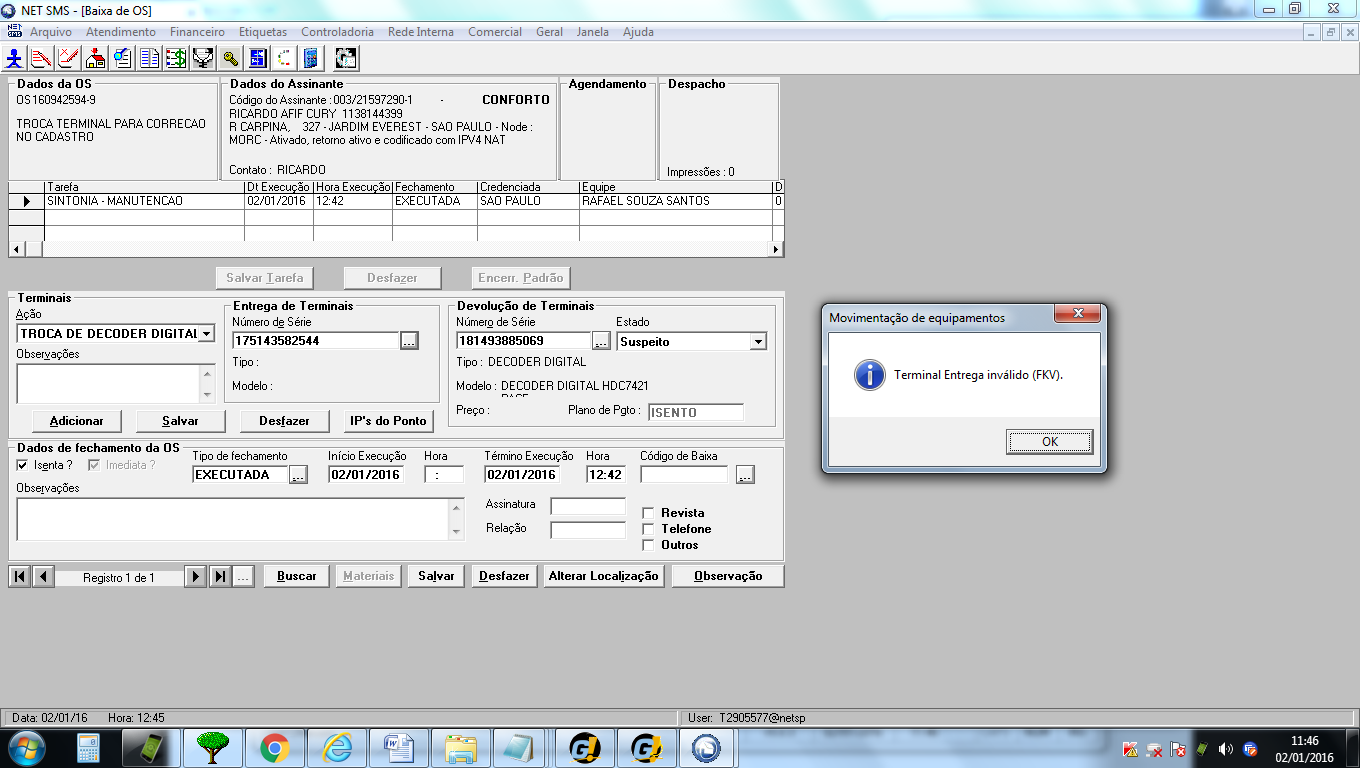 NET SMS - [Baixa de OS]
Arquivo Atendimento Financeiro Etiquetas Controladoria Rede Interna Comercial Geral Janela Ajuda
Dados da OS
OS160942594-9
TROCA TERMINAL PARA CORRECAO
NO CADASTRO
Dados do Assinante
Código do Assinante : 003/21597290-1 - CONFORTO
RICARDO AFIF CURY 1138144399
R CARPINA, 327 - JARDIM EVEREST - SAO PAULO - Node :
MORC - Ativado, retorno ativo e codificado com IPV4 NAT
Contato : RICARDO
Agendamento
Despacho
Impressões : 0
Tarefa Dt Execução Hora Execução Fechamento Credenciada Equipe D
SINTONIA - MANUTENCAO 02/01/2016 12:42 EXECUTADA SAO PAULO RAFAEL SOUZA SANTOS 0
Salvar Tarefa Desfazer Encerr. Padrão
Terminais
Ação
TROCA DE DECODER DIGITAL
Observações
Entrega de Terminais
Número de Série
175143582544 ...
Tipo :
Modelo :
Devolução de Terminais
Número de Série Estado
181493885069 ... Suspeito
Tipo : DECODER DIGITAL
Modelo : DECODER DIGITAL HDC7421
Preço : Plano de Pgto : ISENTO
Adicionar Salvar Desfazer IP's do Ponto
Dados de fechamento da OS
Isenta ? Imediata ?
Tipo de fechamento Início Execução Hora Término Execução Hora Código de Baixa
EXECUTADA ... 02/01/2016 : 02/01/2016 12:42 ...
Observações
Assinatura
Relação
Revista
Telefone
Outros
Registro 1 de 1 ... Buscar Materiais Salvar Desfazer Alterar Localização Observação
Movimentação de equipamentos
Terminal Entrega inválido (FKV).
OK
Data: 02/01/16 Hora: 12:45 User: T2905577@netsp
11:46
02/01/2016